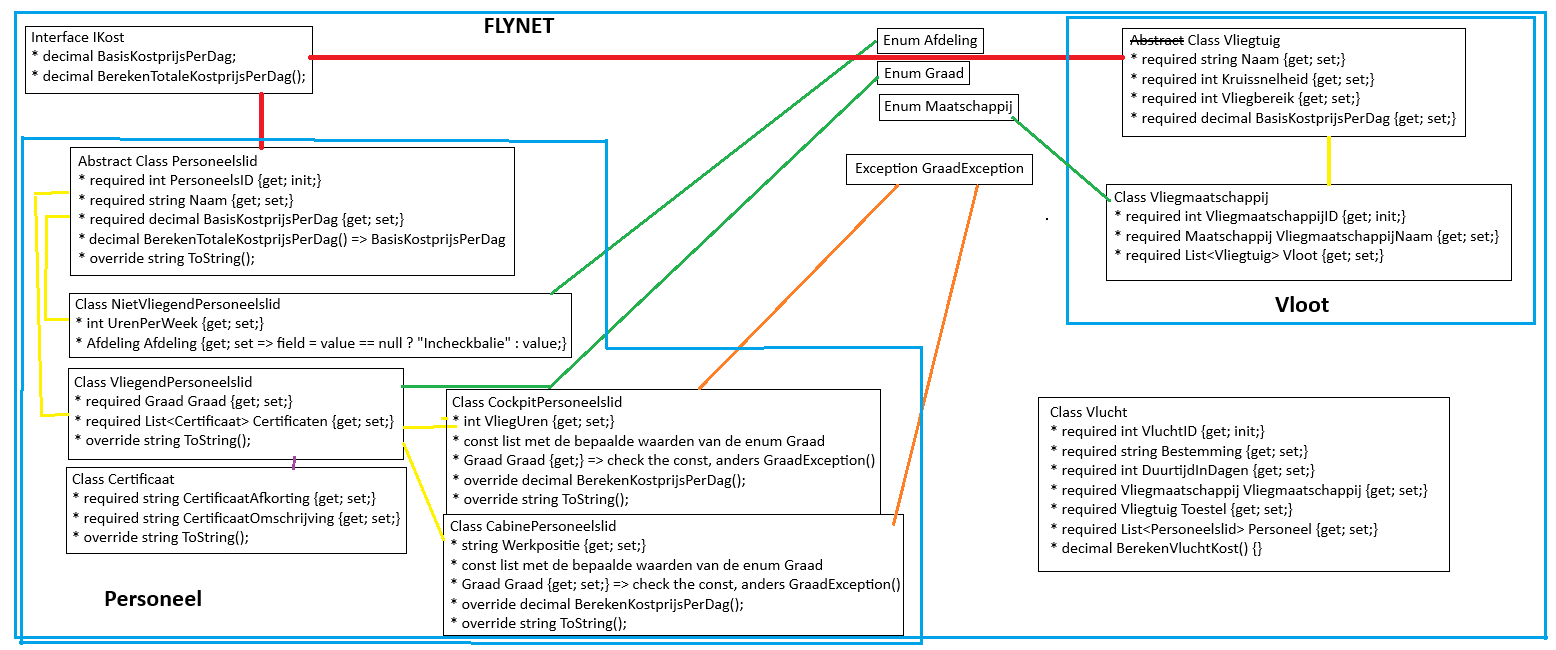 FLYNET
Interface IKost
* decimal BasisKostprijsPerDag;
* decimal BerekenTotaleKostprijsPerDag();
Enum Afdeling
Enum Graad
Enum Maatschappij
Exception GraadException
Abstract Class Vliegtuig
* required string Naam {get; set;}
* required int Kruissnelheid {get; set;}
* required int Vliegbereik {get; set;}
* required decimal BasisKostprijsPerDag {get; set;}
Class Vliegmaatschappij
* required int VliegmaatschappijID {get; init;}
* required Maatschappij VliegmaatschappijNaam {get; set;}
* required List<Vliegtuig> Vloot {get; set;}
Vloot
Abstract Class Personeelslid
* required int PersoneelsID {get; init;}
* required string Naam {get; set;}
* required decimal BasisKostprijsPerDag {get; set;}
* decimal BerekenTotaleKostprijsPerDag() => BasisKostprijsPerDag
* override string ToString();
Class NietVliegendPersoneelslid
* int UrenPerWeek {get; set;}
* Afdeling Afdeling {get; set => field = value == null ? "Incheckbalie" : value;}
Class VliegendPersoneelslid
* required Graad Graad {get; set;}
* required List<Certificaat> Certificaten {get; set;}
* override string ToString();
Class Certificaat
* required string CertificaatAfkorting {get; set;}
* required string CertificaatOmschrijving {get; set;}
* override string ToString();
Personeel
Class CockpitPersoneelslid
* int VliegUren {get; set;}
* const list met de bepaalde waarden van de enum Graad
* Graad Graad {get;} => check the const, anders GraadException()
* override decimal BerekenKostprijsPerDag();
* override string ToString();
Class CabinePersoneelslid
* string Werkpositie {get; set;}
* const list met de bepaalde waarden van de enum Graad
* Graad Graad {get; set;} => check the const, anders GraadException()
* override decimal BerekenKostprijsPerDag();
* override string ToString();
Class Vlucht
* required int VluchtID {get; init;}
* required string Bestemming {get; set;}
* required int DuurtijdInDagen {get; set;}
* required Vliegmaatschappij Vliegmaatschappij {get; set;}
* required Vliegtuig Toestel {get; set;}
* required List<Personeelslid> Personeel {get; set;}
* decimal BerekenVluchtKost() {}